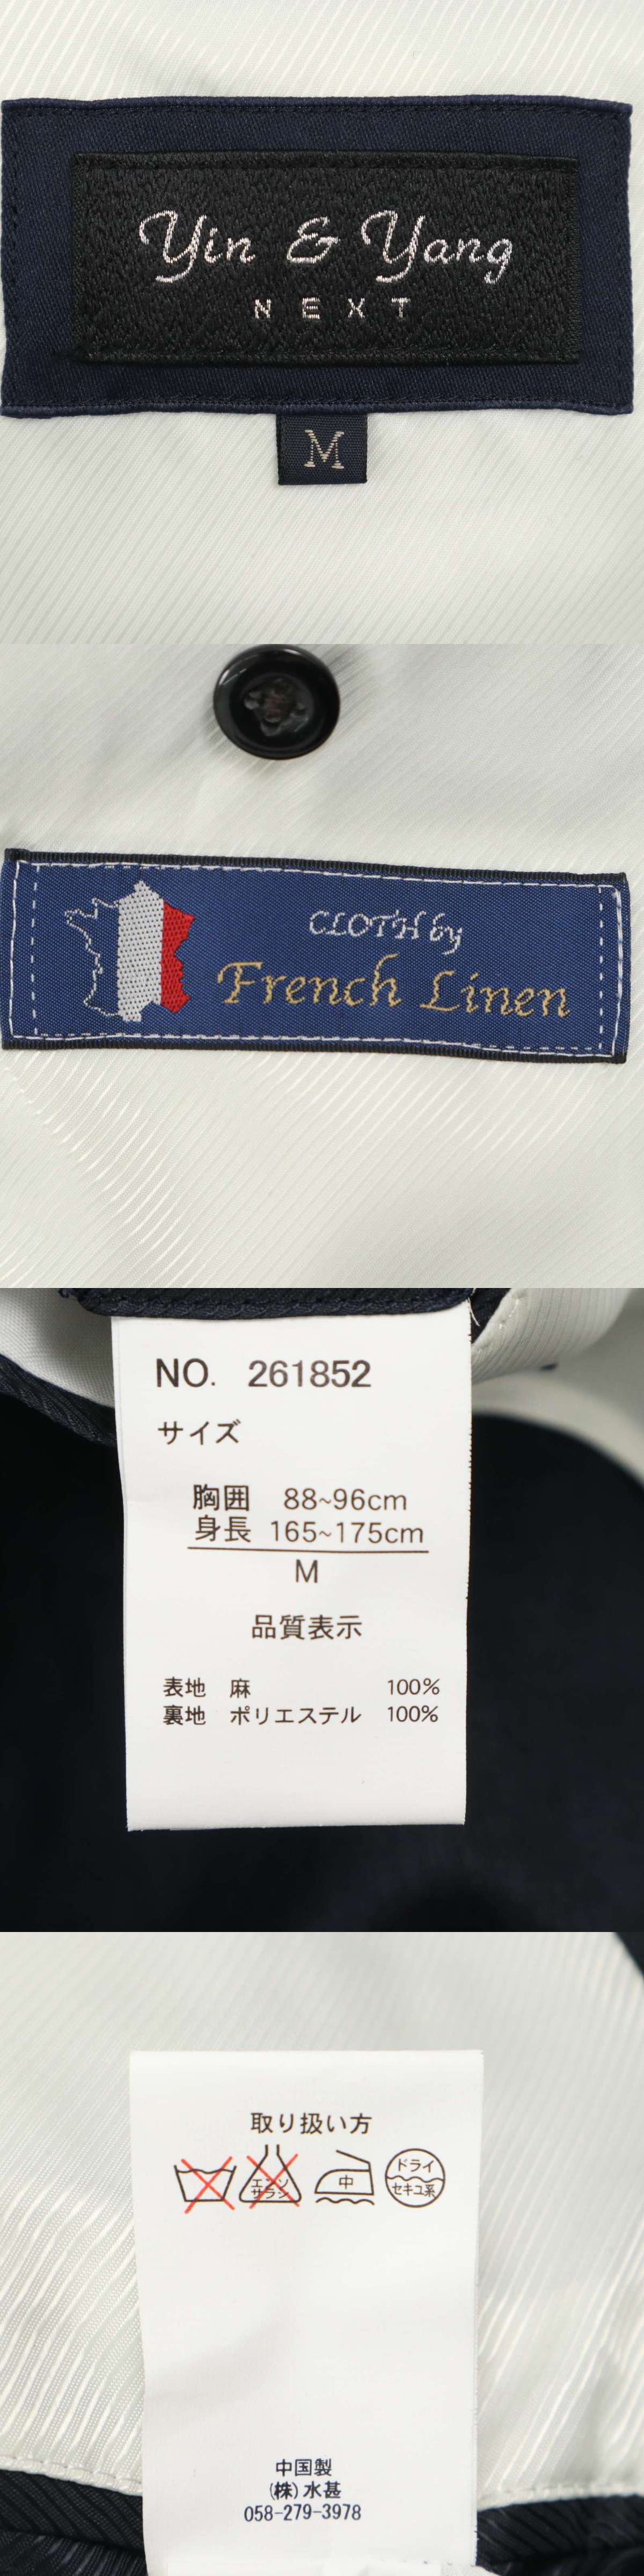 Yin & Yang
NEXT
M
CLOTH by
French Linen
NO. 261852
サイズ
胸囲 88~96cm
身長 165~175cm
M
品質表示
表地 麻 100%
裏地 ポリエステル 100%
取り扱い方
エンソ
サラシ
中
ドライ
セキユ系
中国製
(株)水甚
058-279-3978